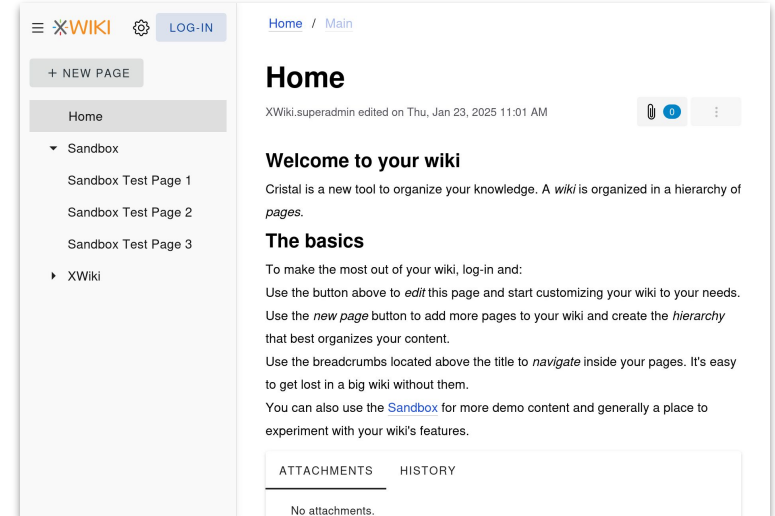 XWIKI
LOG-IN
+ NEW PAGE
Home
Sandbox
Sandbox Test Page 1
Sandbox Test Page 2
Sandbox Test Page 3
XWiki
Home / Main
Home
XWiki.superadmin edited on Thu, Jan 23, 2025 11:01 AM
0
Welcome to your wiki
Cristal is a new tool to organize your knowledge. A wiki is organized in a hierarchy of
pages.
The basics
To make the most out of your wiki, log-in and:
Use the button above to edit this page and start customizing your wiki to your needs.
Use the new page button to add more pages to your wiki and create the hierarchy
that best organizes your content.
Use the breadcrumbs located above the title to navigate inside your pages. It's easy
to get lost in a big wiki without them.
You can also use the Sandbox for more demo content and generally a place to
experiment with your wiki's features.
ATTACHMENTS HISTORY
No attachments.